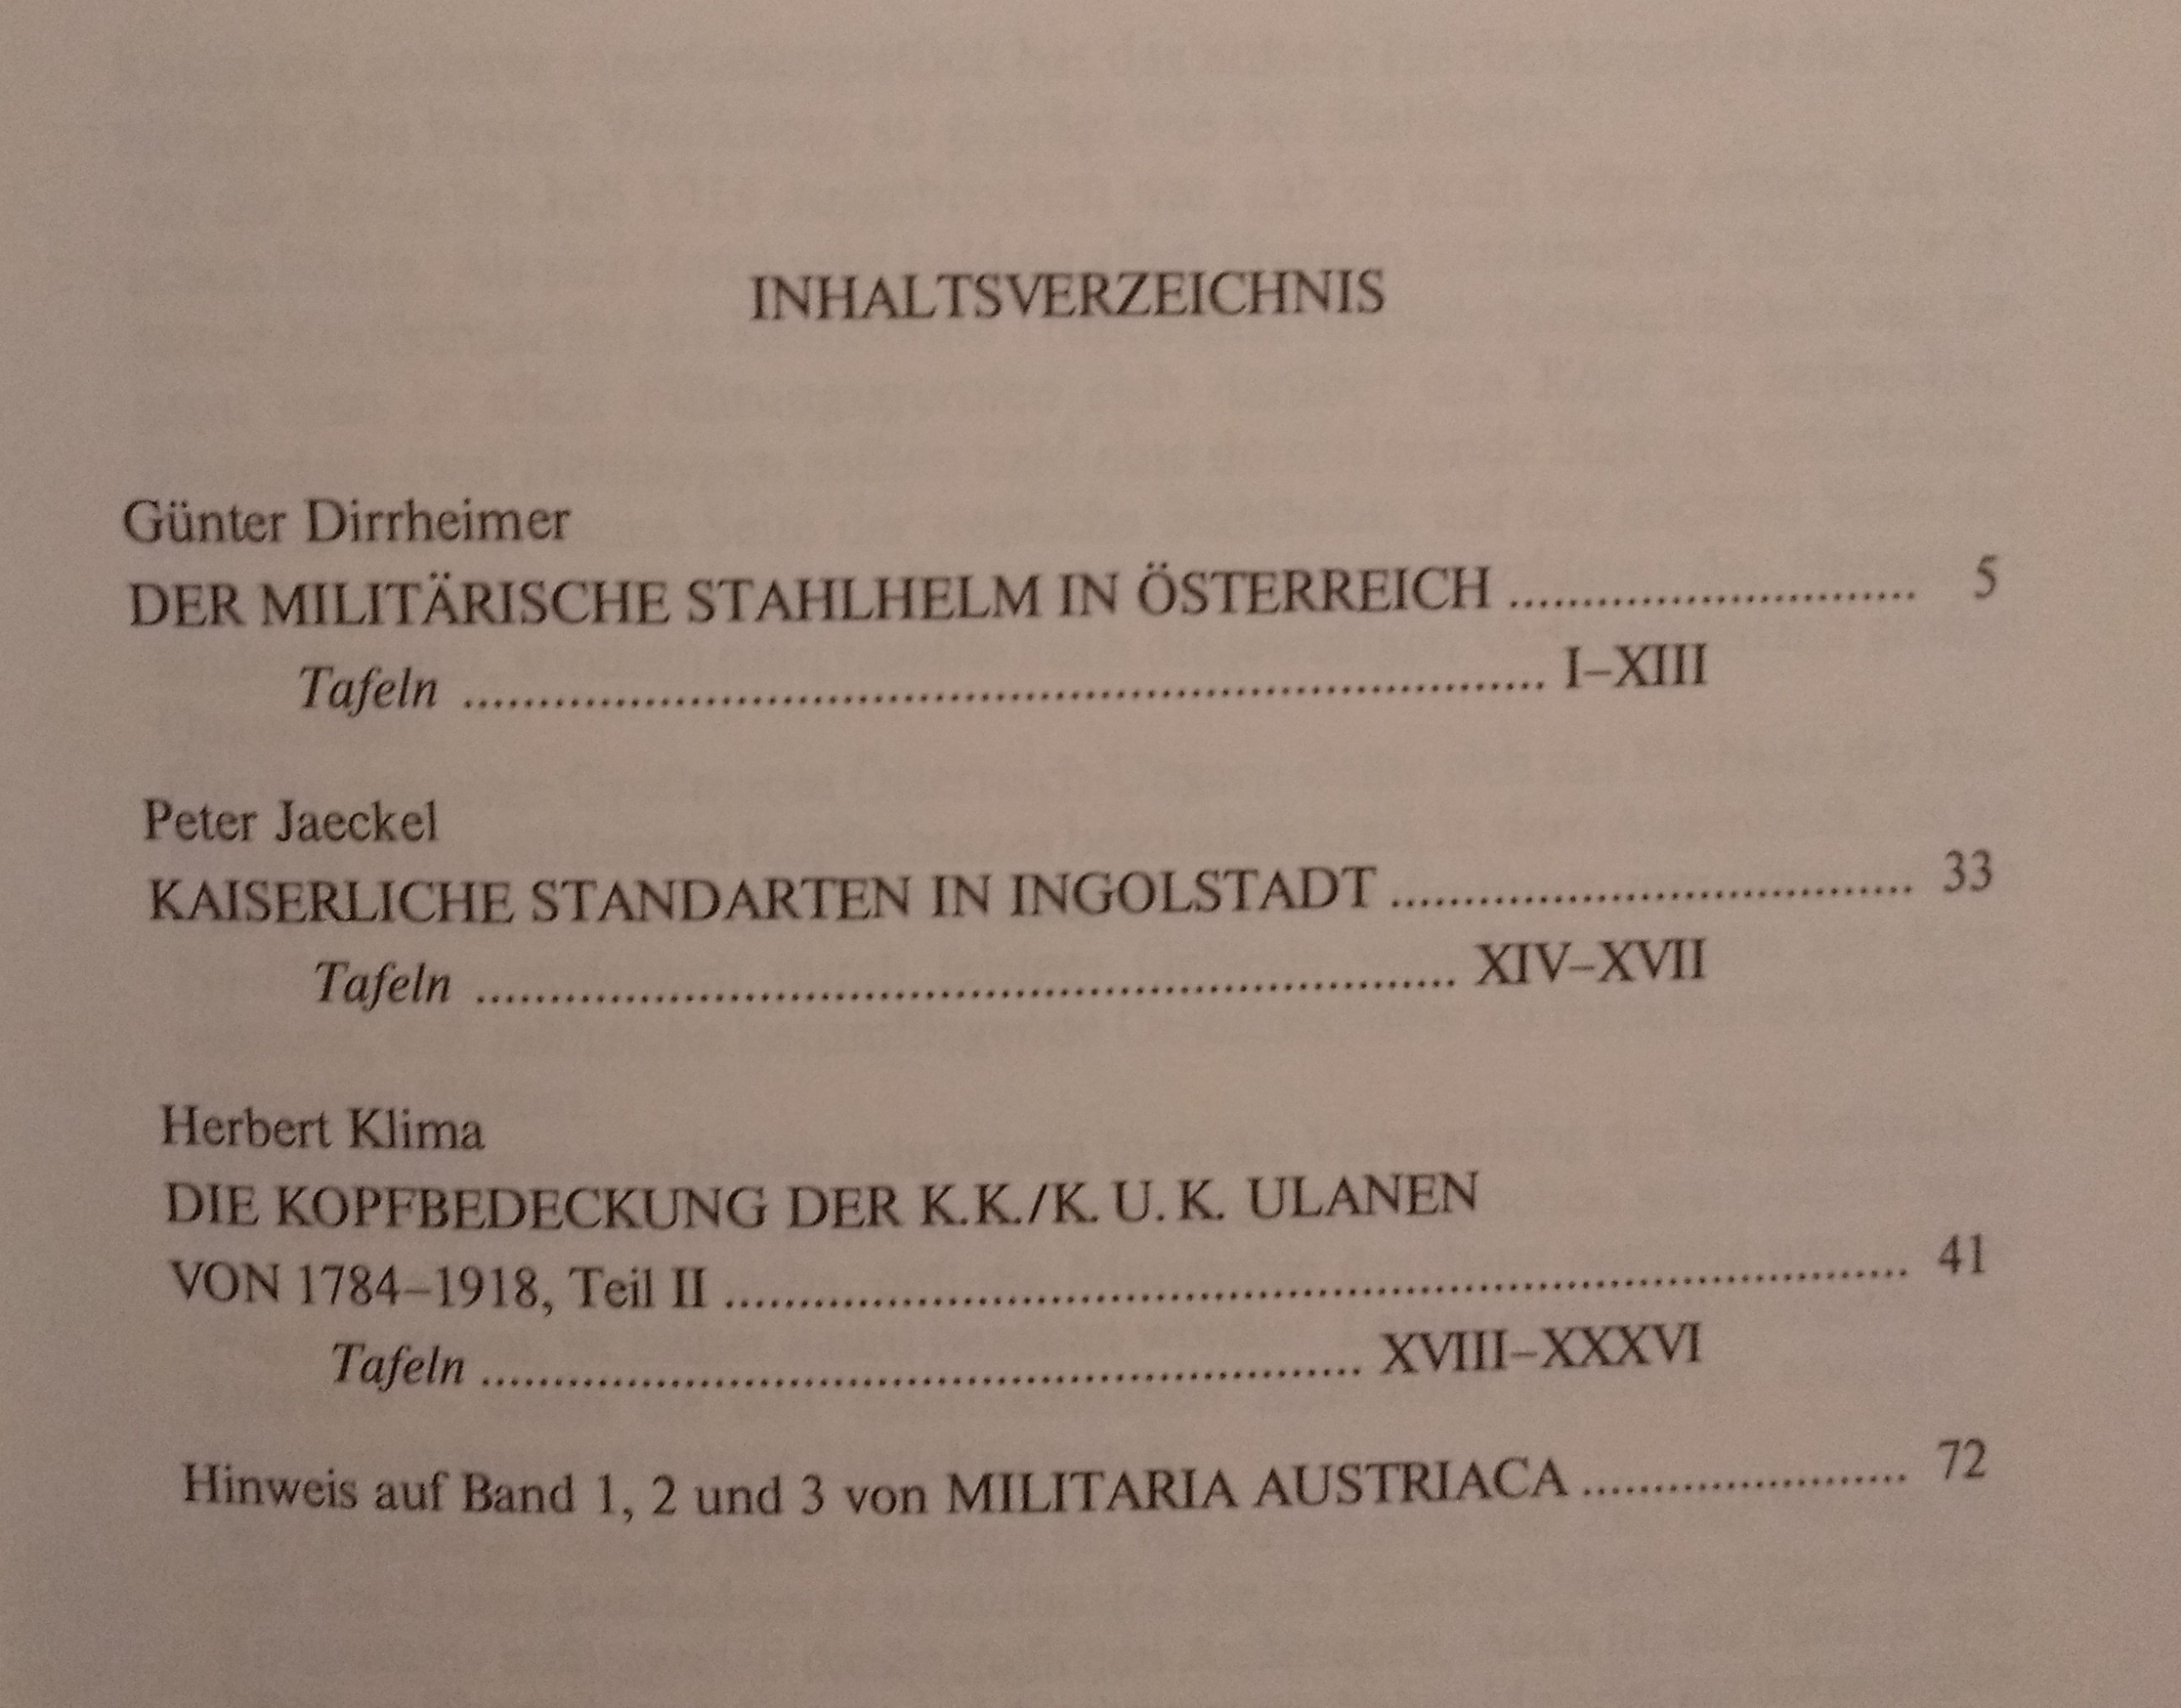 INHALTSVERZEICHNIS
Günter Dirrheimer
DER MILITÄRISCHE STAHLHELM IN ÖSTERREICH ........................... 5
Tafeln ........................................................................ I–XIII
Peter Jaeckel
KAISERLICHE STANDARTEN IN INGOLSTADT .................................. 33
Tafeln ................................................................. XIV–XVII
Herbert Klima
DIE KOPFBEDECKUNG DER K.K./K. U. K. ULANEN
VON 1784–1918, Teil II ............................................................................... 41
Tafeln ........................................................... XVIII–XXXVI
Hinweis auf Band 1, 2 und 3 von MILITARIA AUSTRIACA ...................... 72